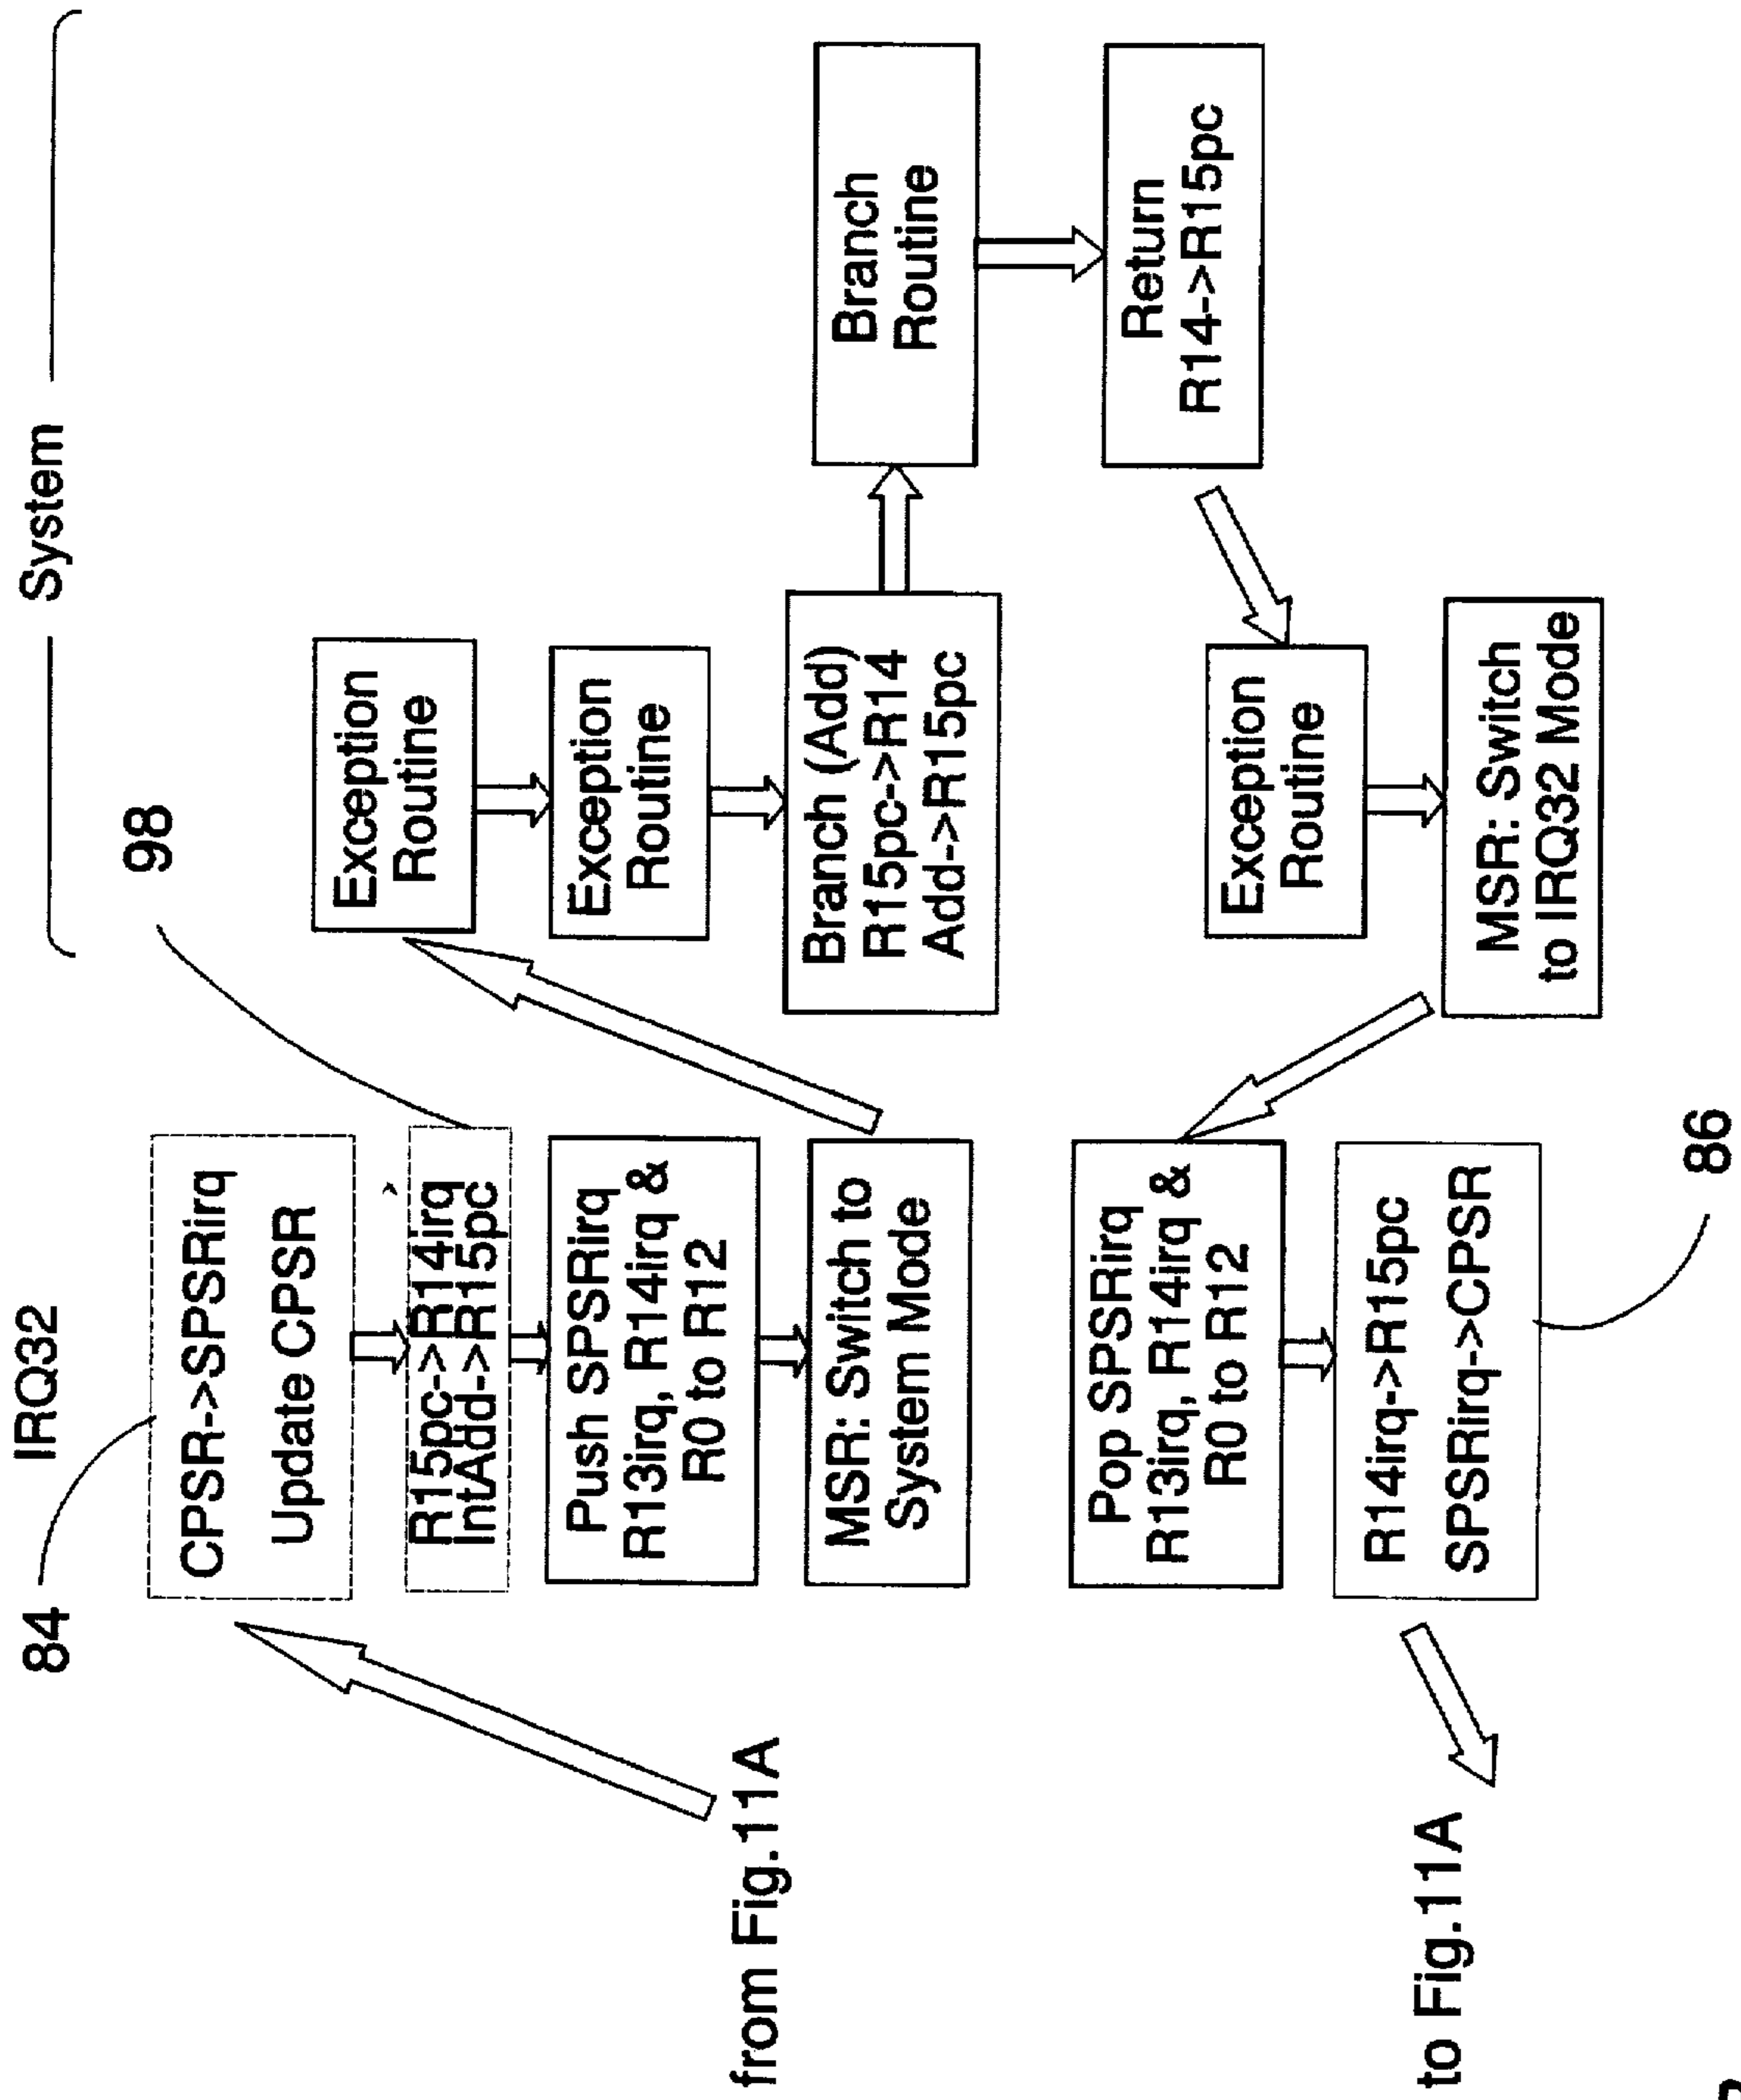 IRQ32
System
84
98
CPSR->SPSRirq
Update CPSR
R15pc->R14irq
IntAdd->R15pc
Push SPSRirq
R13irq, R14irq &
R0 to R12
MSR: Switch to
System Mode
from Fig.11A
Exception
Routine
Exception
Routine
Branch (Add)
R15pc->R14
Add->R15pc
Branch
Routine
Return
R14->R15pc
Exception
Routine
MSR: Switch
to IRQ32 Mode
Pop SPSRirq
R13irq, R14irq &
R0 to R12
R14irq->R15pc
SPSRirq->CPSR
86
to Fig.11A